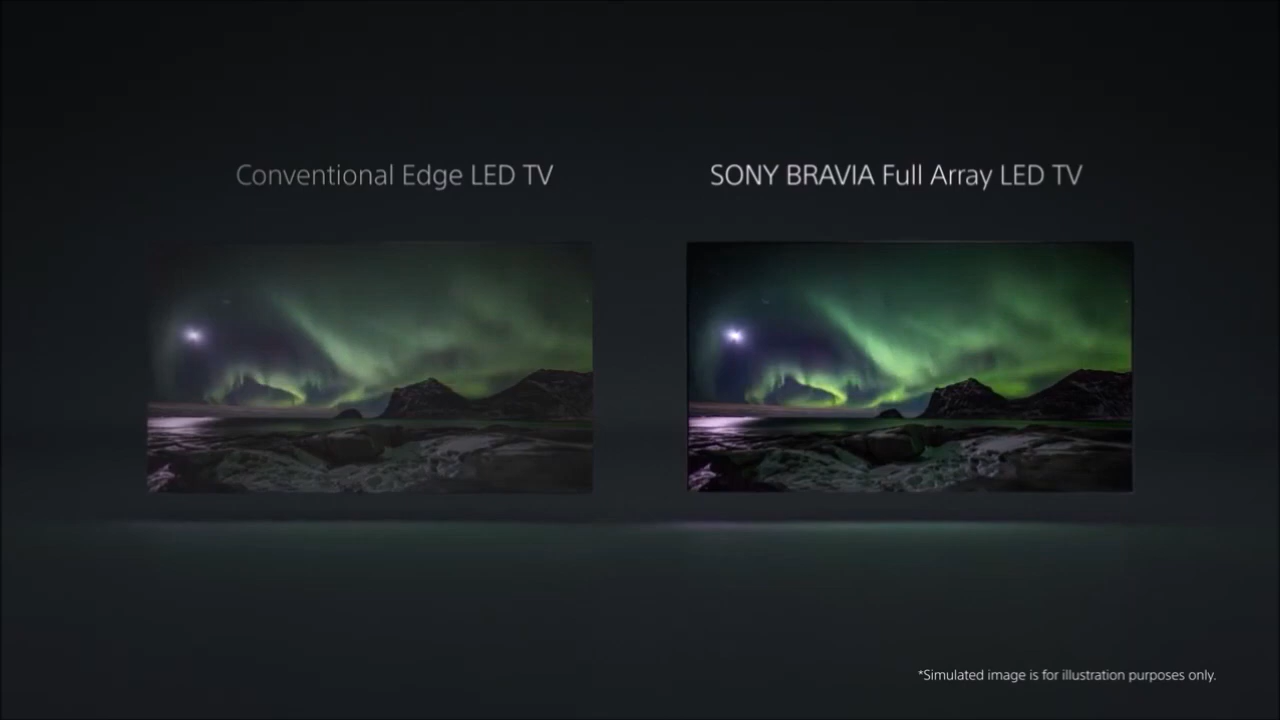 Conventional Edge LED TV
SONY BRAVIA Full Array LED TV
*Simulated image is for illustration purposes only.